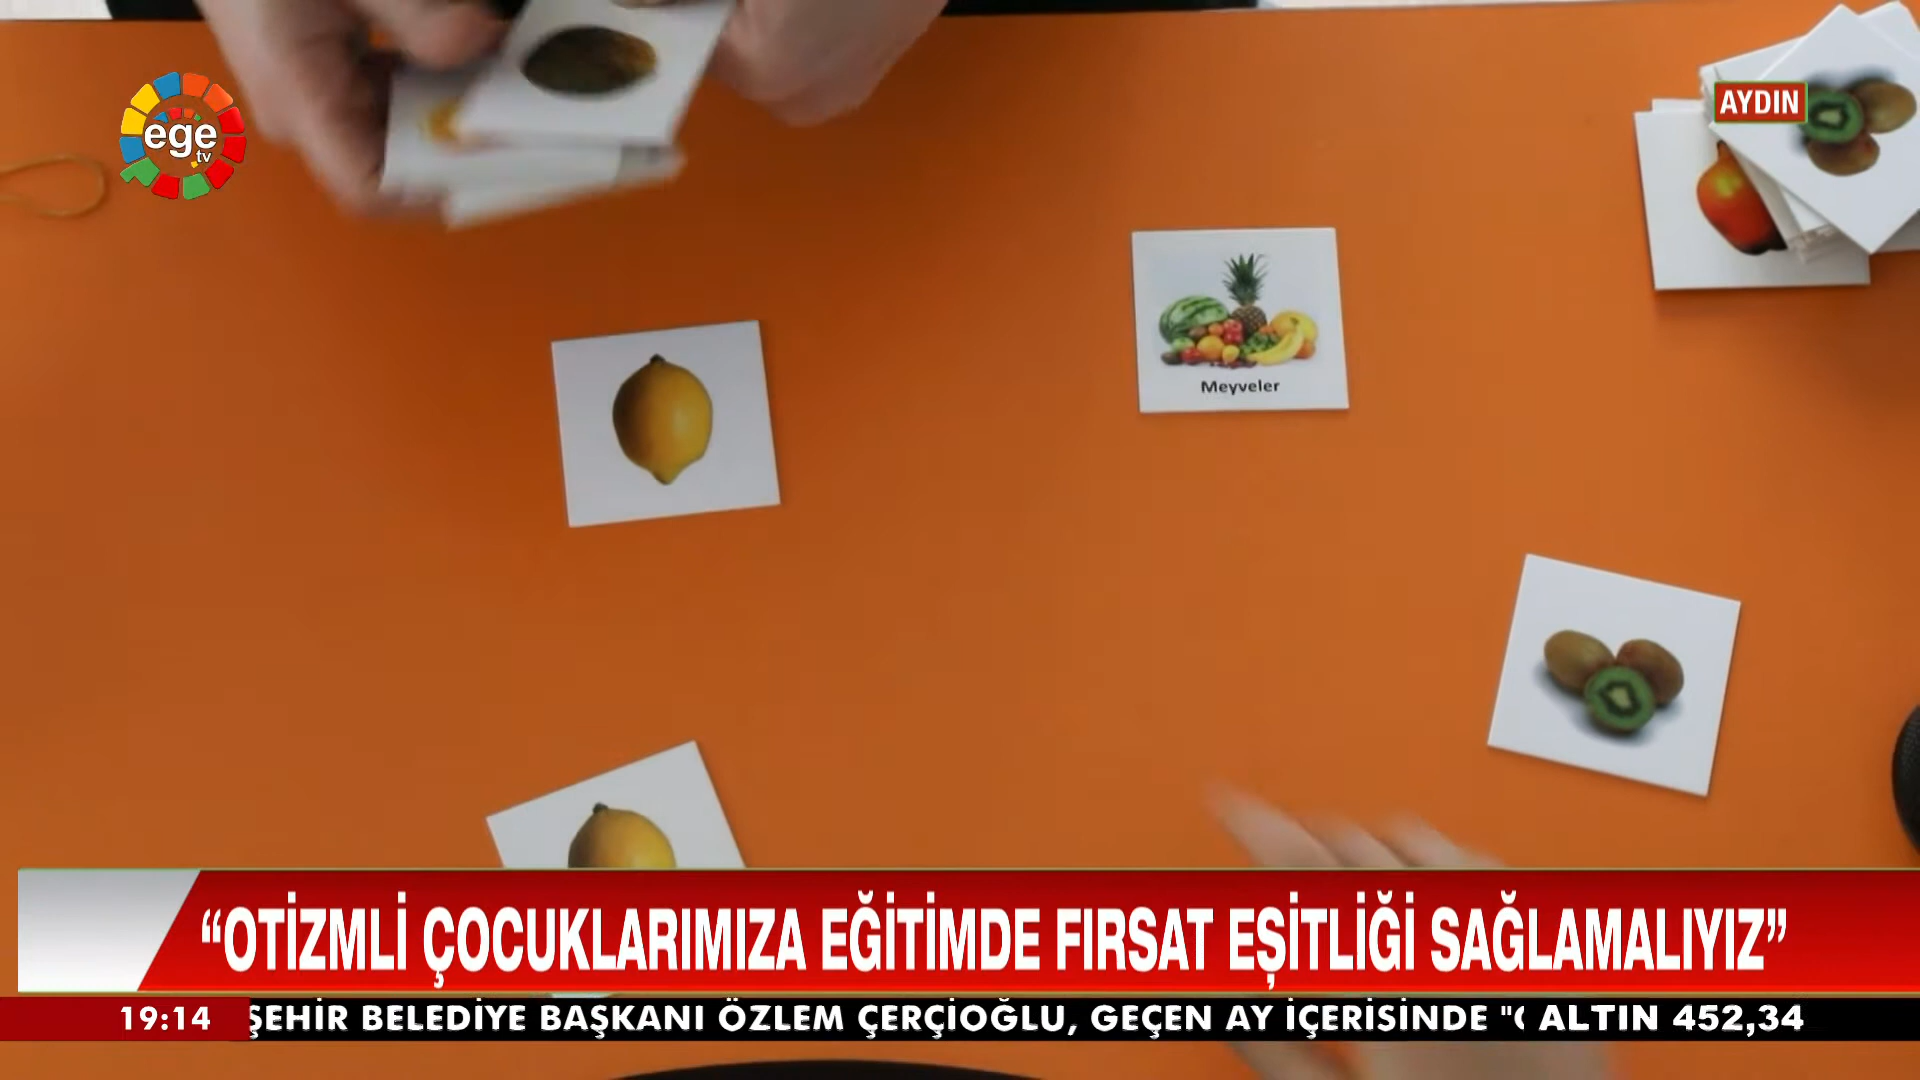 ege
tv
AYDIN
Meyveler
“OTİZMLİ ÇOCUKLARIMIZA EĞİTİMDE FIRSAT EŞİTLİĞİ SAĞLAMALIYIZ”
19:14 ŞEHİR BELEDİYE BAŞKANI ÖZLEM ÇERÇİOĞLU, GEÇEN AY İÇERİSİNDE " ALTIN 452,34